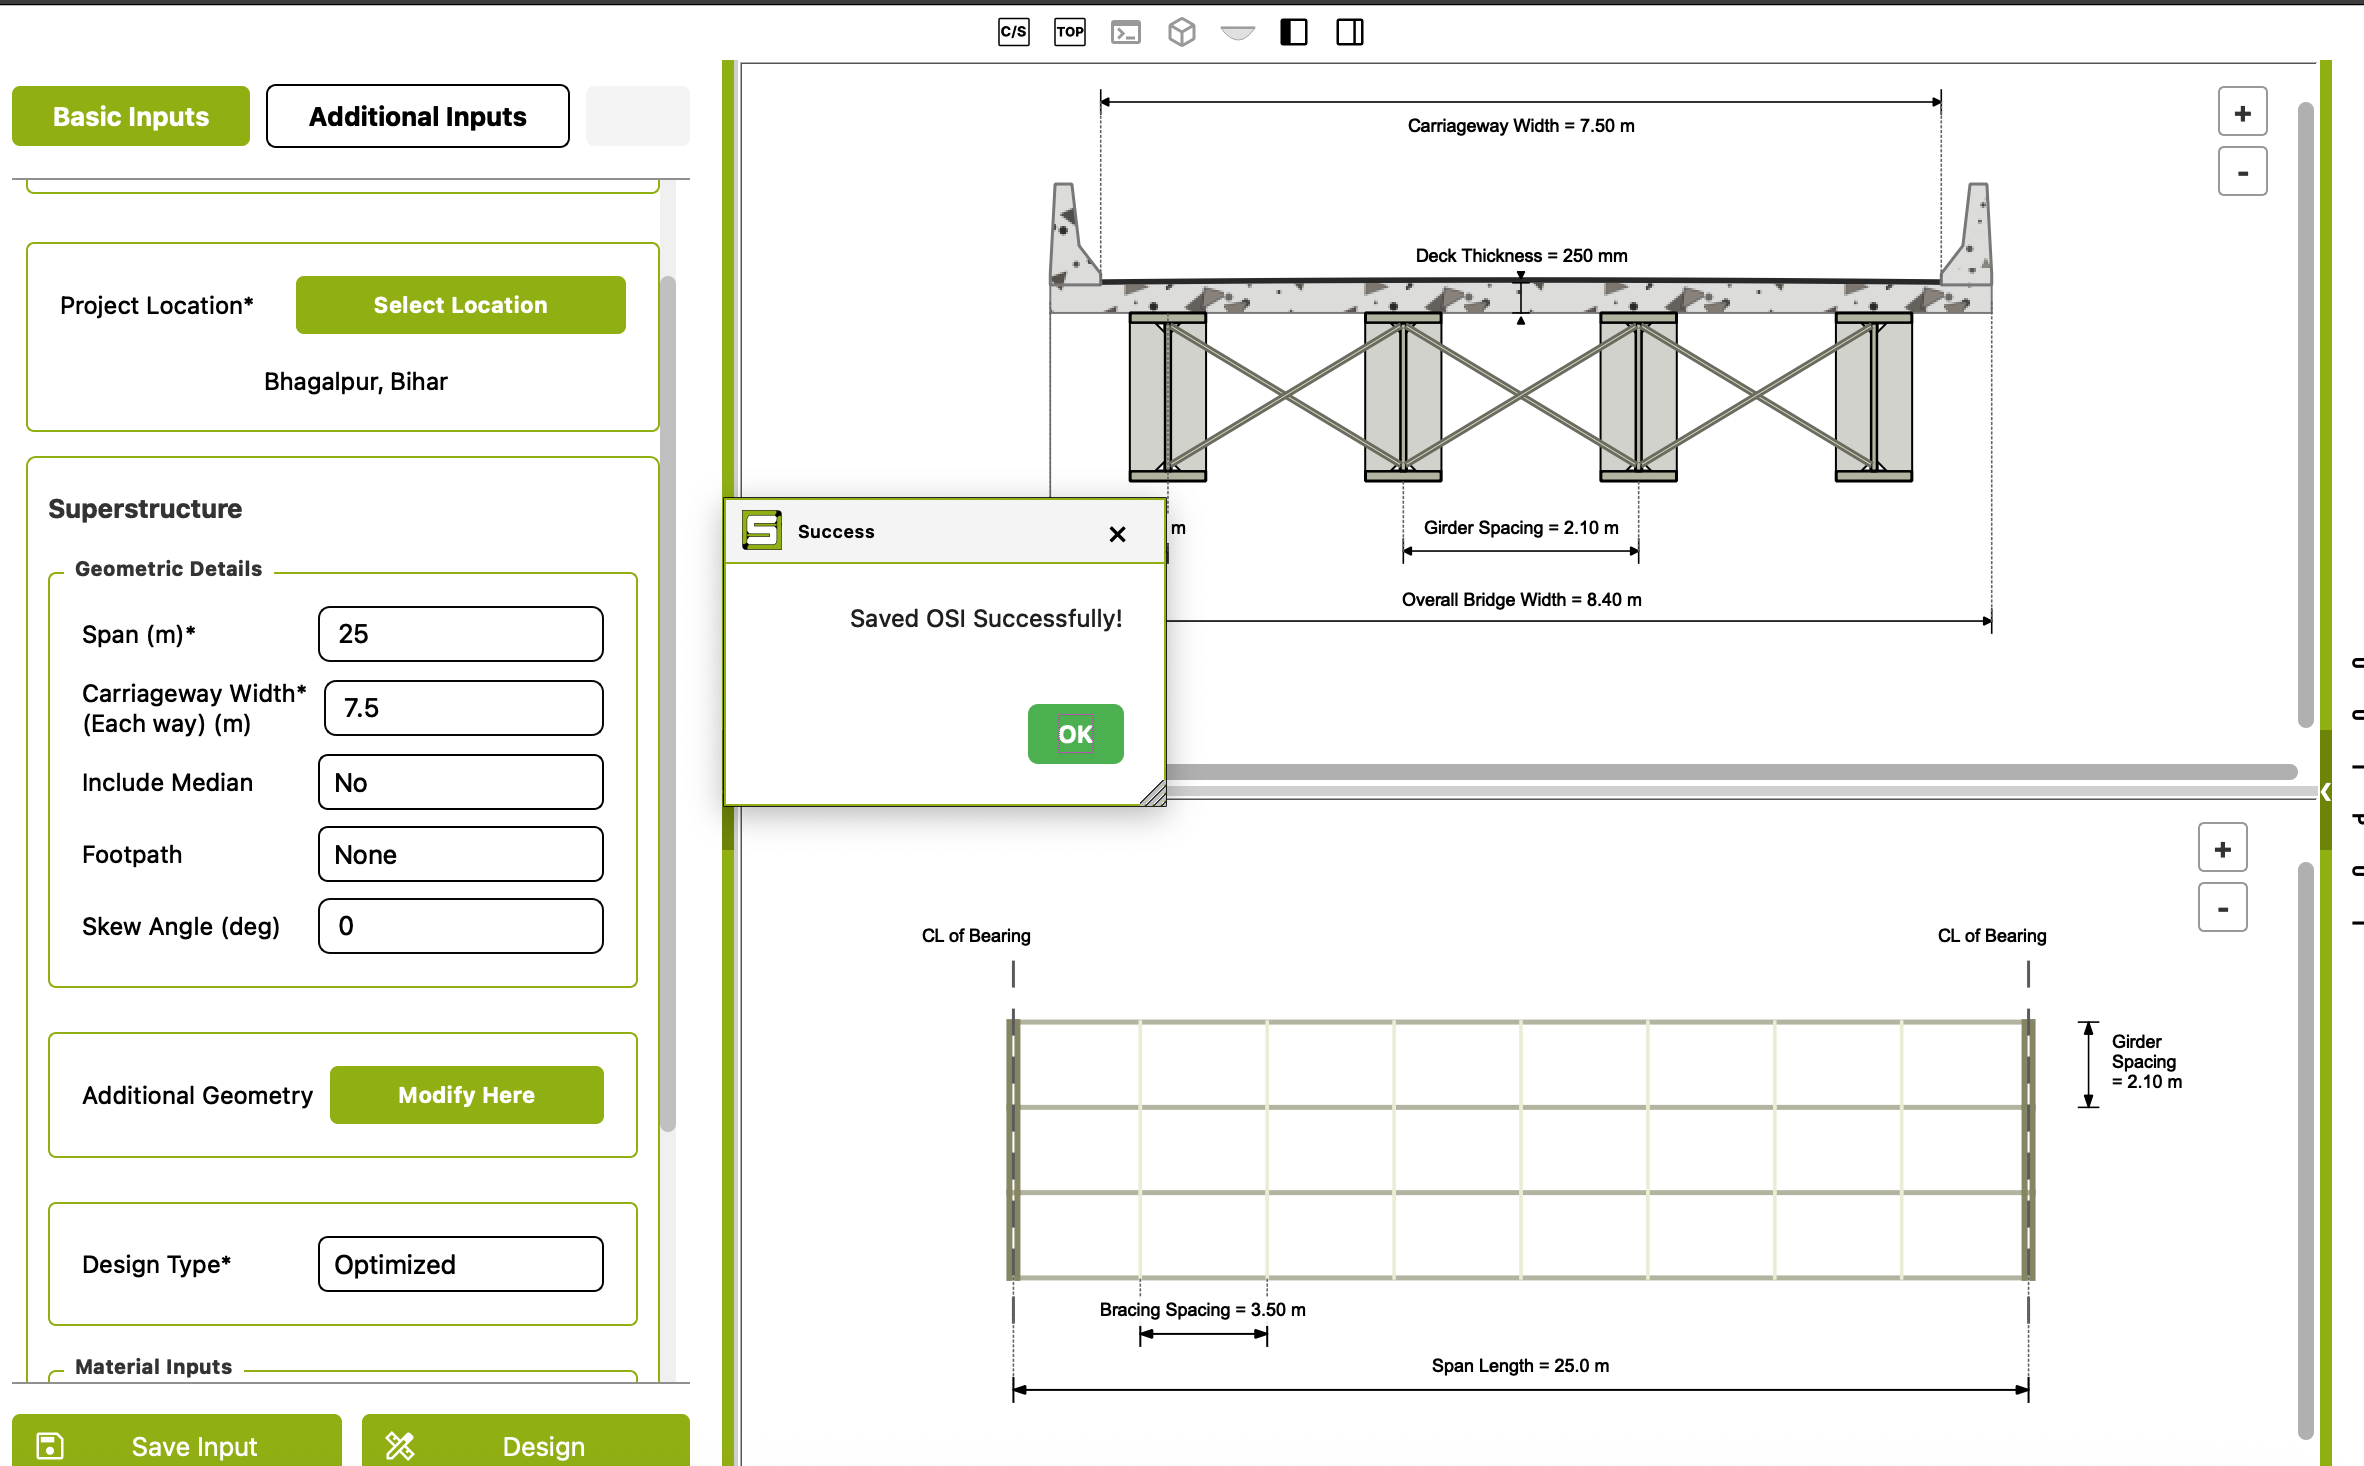 C/S
TOP
Basic Inputs
Additional Inputs
Project Location*
Select Location
Bhagalpur, Bihar
Superstructure
Geometric Details
Span (m)*
25
Carriageway Width*
(Each way) (m)
7.5
Include Median
No
Footpath
None
Skew Angle (deg)
0
Additional Geometry
Modify Here
Design Type*
Optimized
Material Inputs
Save Input
Design
Carriageway Width = 7.50 m
+
-
Deck Thickness = 250 mm
m
Girder Spacing = 2.10 m
Overall Bridge Width = 8.40 m
Success
Saved OSI Successfully!
OK
+
-
CL of Bearing
CL of Bearing
Girder
Spacing
= 2.10 m
Bracing Spacing = 3.50 m
Span Length = 25.0 m